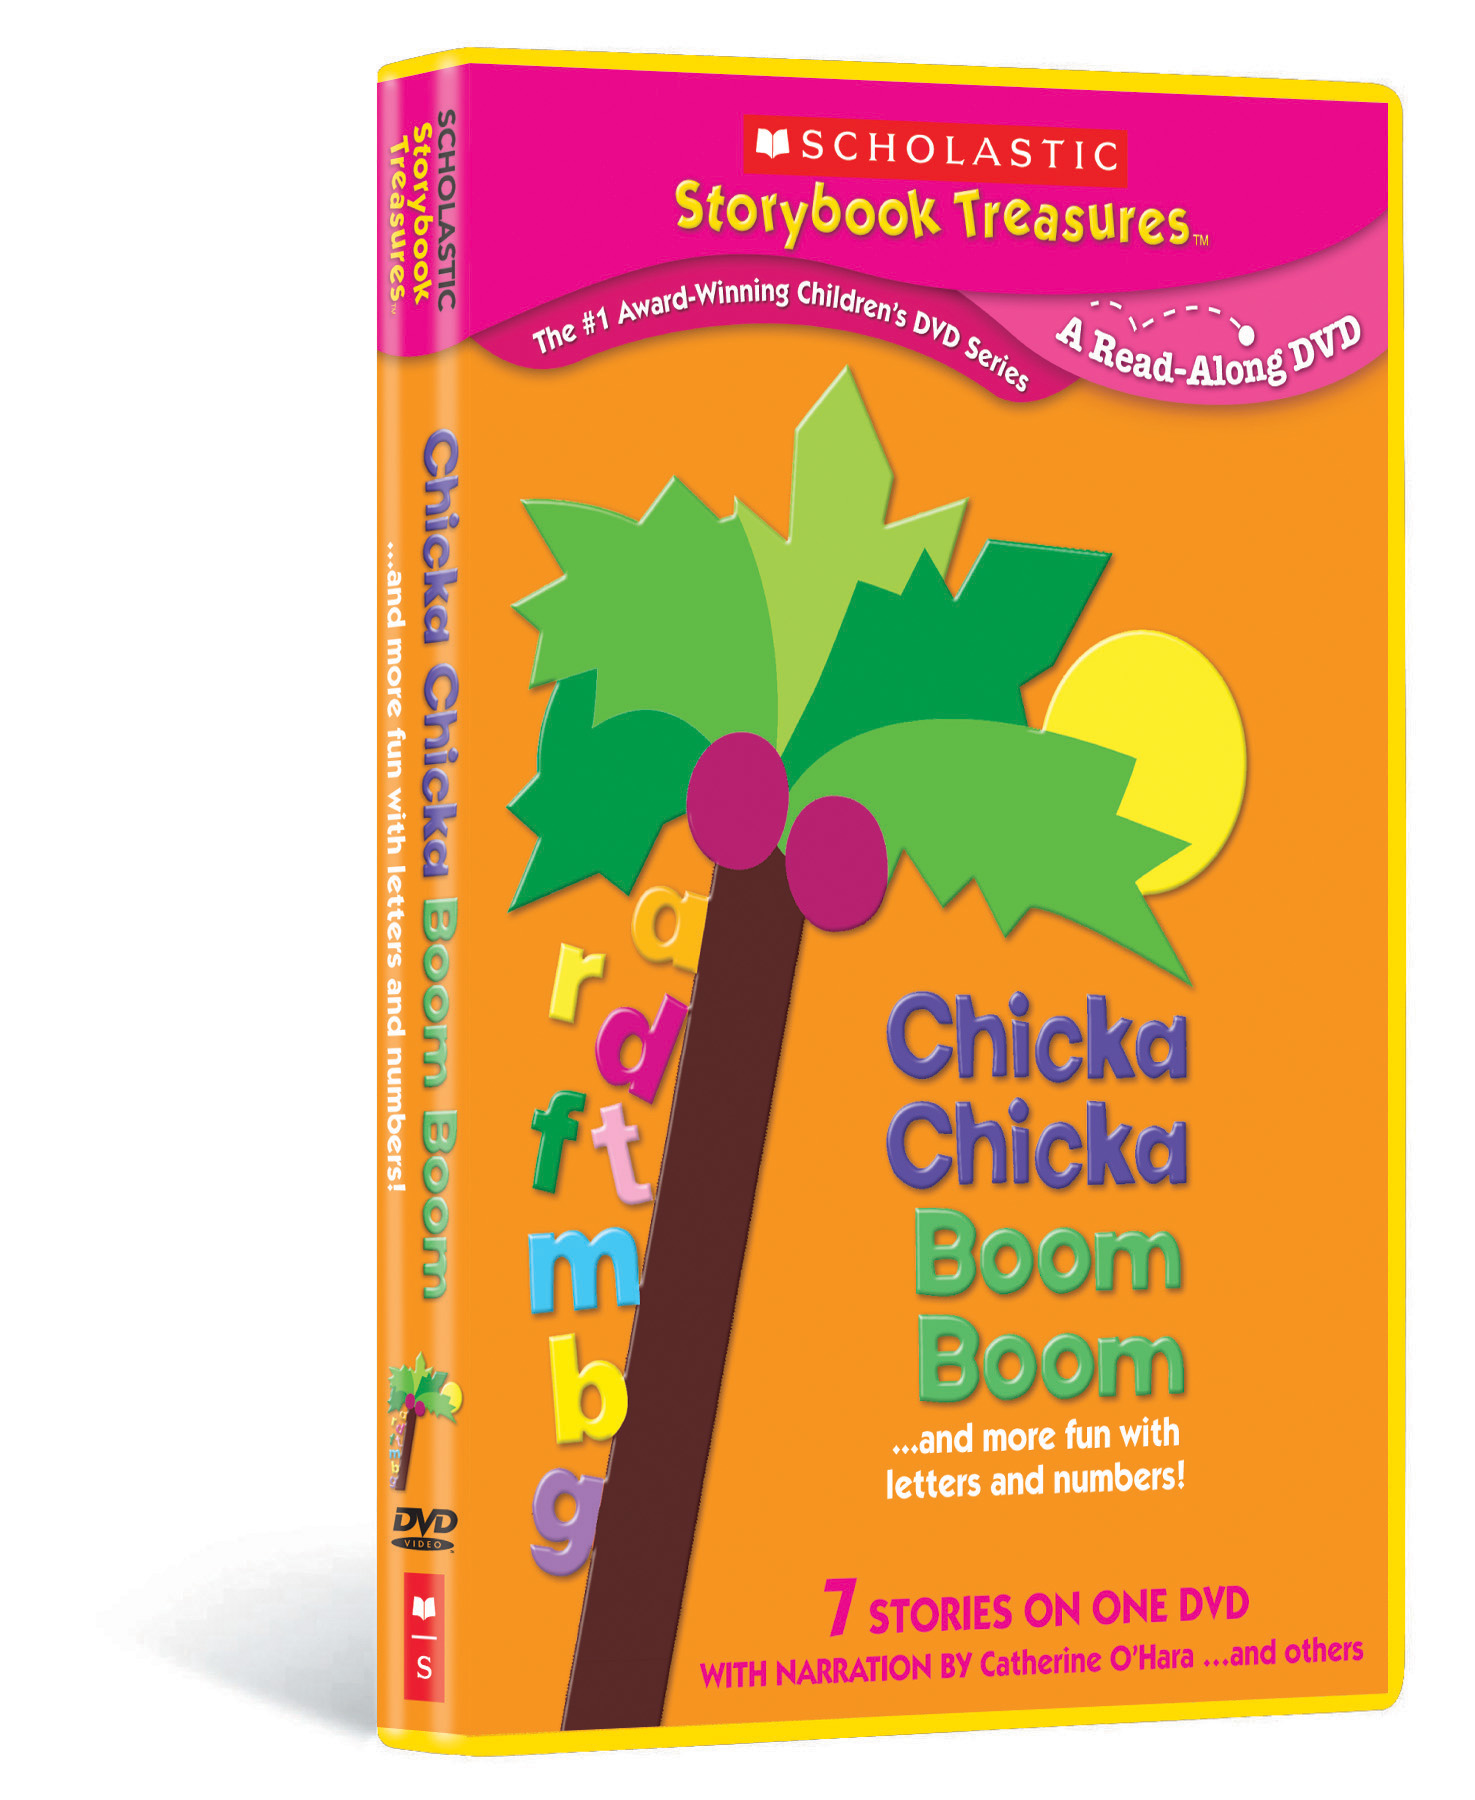 SCHOLASTIC
Storybook Treasures™
The #1 Award-Winning Children's DVD Series
A Read-Along DVD
a
r
d
f
t
m
b
g
Chicka
Chicka
Boom
Boom
...and more fun with
letters and numbers!
7 STORIES ON ONE DVD
WITH NARRATION BY Catherine O'Hara ...and others
SCHOLASTIC
Storybook
Treasures™
Chicka Chicka Boom Boom
...and more fun with letters and numbers!
DVD
VIDEO
S